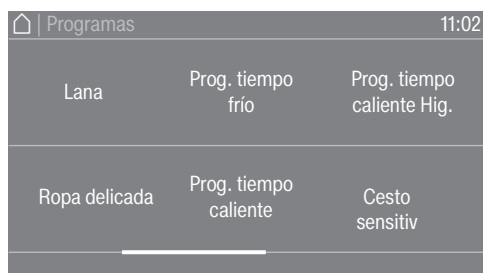 | Programas 11:02
Lana
Prog. tiempo
frío
Prog. tiempo
caliente Hig.
Ropa delicada
Prog. tiempo
caliente
Cesto
sensitiv